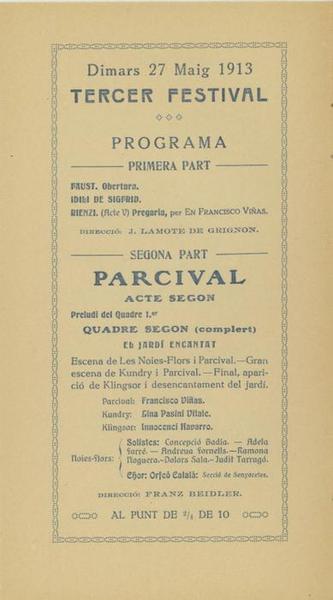 Dimars 27 Maig 1913
TERCER FESTIVAL
PROGRAMA
PRIMERA PART
FAUST. Obertura.
IDILI DE SIGFRID.
RIENZI. (Acte V) Pregaria, per EN FRANCISCO VIÑAS.
DIRECCIÓ: J. LAMOTE DE GRIGNON.
SEGONA PART
PARCIVAL
ACTE SEGON
Preludi del Quadre 1.er
QUADRE SEGON (complert)
EL JARDÍ ENCANTAT
Escena de Les Noies-Flors i Parcival.—Gran
escena de Kundry i Parcival.—Final, apari-
ció de Klingsor i desencantament del jardí.
Parcival: Francisco Viñas.
Kundry: Lina Pasini Vitale.
Klingsor: Innocenci Navarro.
Noies-flors:
Solistes: Concepció Badia. — Adela
Farré. — Andreua Fornells.—Ramona
Noguera.—Dolors Sala.—Judit Tarragó.
Chor: Orfeó Català: Secció de Senyoretes.
DIRECCIÓ: FRANZ BEIDLER.
AL PUNT DE 3/4 DE 10